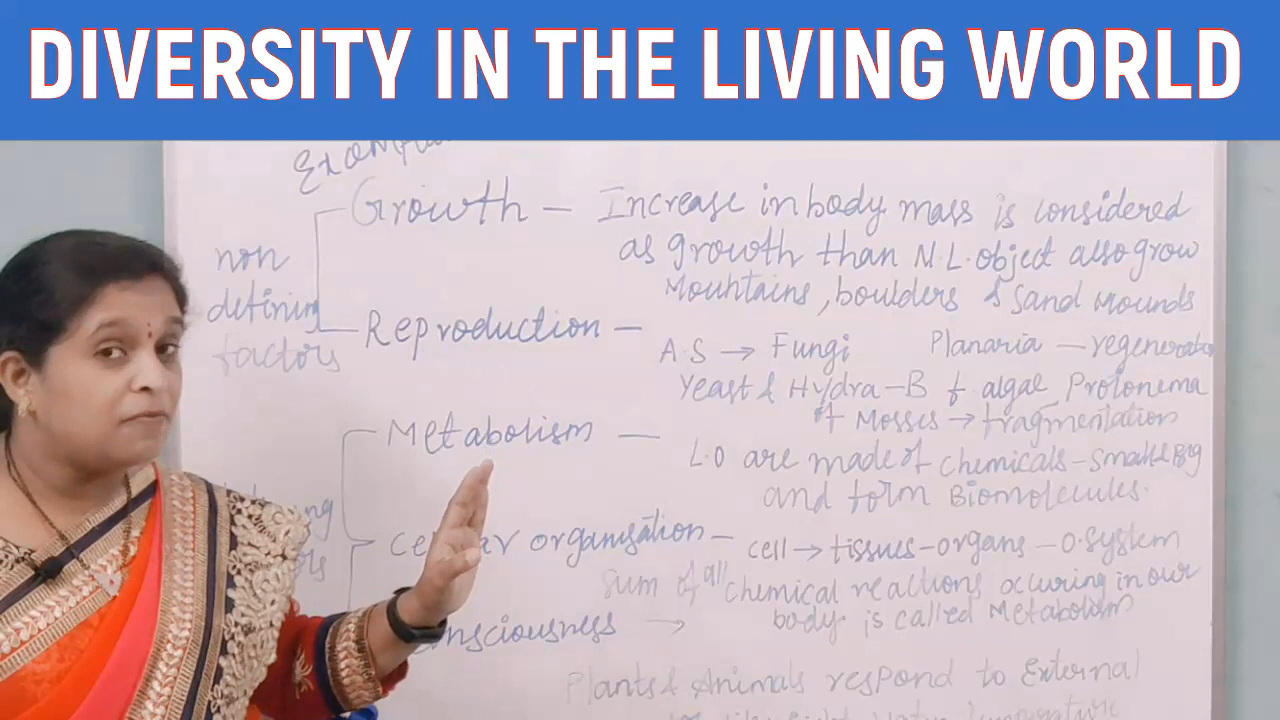 DIVERSITY IN THE LIVING WORLD
Growth — Increase in body mass is considered
as growth than N.L. object also grow
Mountains, boulders & Sand mounds
non
defining
factors
Reproduction —
A.S → Fungi Planaria — regeneration
Yeast & Hydra - B f algae Protonema
of Mosses → fragmentation
Metabolism —
L.O are made of chemicals - small & Big
and form Biomolecules.
organisation — cell → tissues - organs - O.system
Sum of all chemical reactions occuring in our
body is called Metabolism
nsciousness →
Plants & Animals respond to External